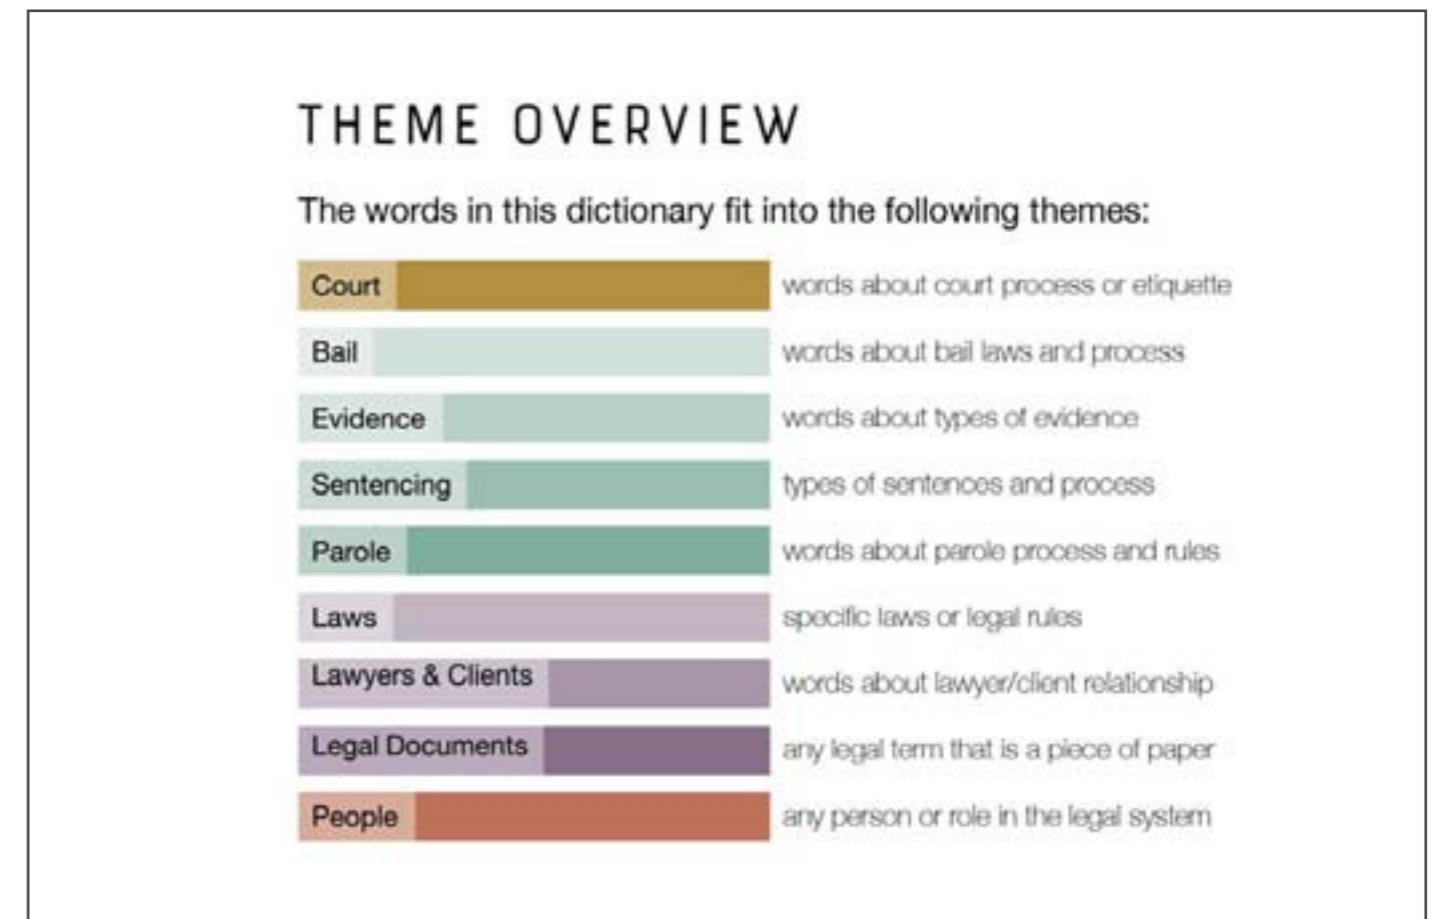 THEME OVERVIEW
The words in this dictionary fit into the following themes:
Court words about court process or etiquette
Bail words about bail laws and process
Evidence words about types of evidence
Sentencing types of sentences and process
Parole words about parole process and rules
Laws specific laws or legal rules
Lawyers & Clients words about lawyer/client relationship
Legal Documents any legal term that is a piece of paper
People any person or role in the legal system